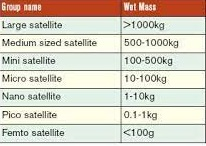 Group name Wet Mass
Large satellite >1000kg
Medium sized satellite 500-1000kg
Mini satellite 100-500kg
Micro satellite 10-100kg
Nano satellite 1-10kg
Pico satellite 0.1-1kg
Femto satellite <100g